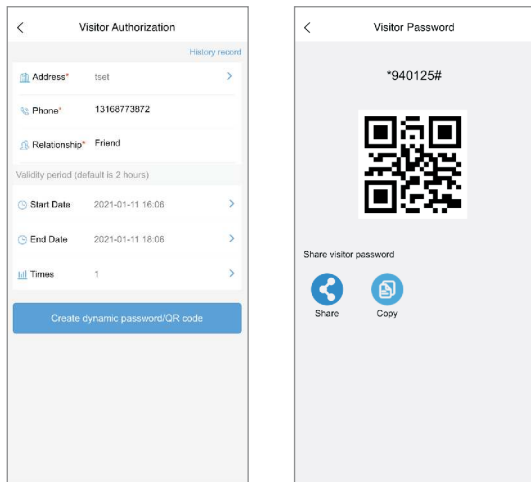 Visitor Authorization
History record
Address* tset
Phone* 13168773872
Relationship* Friend
Validity period (default is 2 hours)
Start Date 2021-01-11 16:06
End Date 2021-01-11 18:06
Times 1
Create dynamic password/QR code
Visitor Password
*940125#
Share visitor password
Share Copy